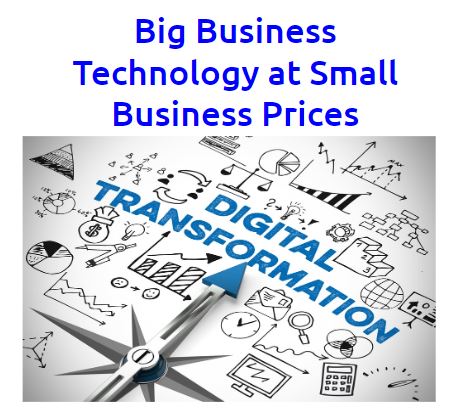 Big Business
Technology at Small
Business Prices
DIGITAL
TRANSFORMATION